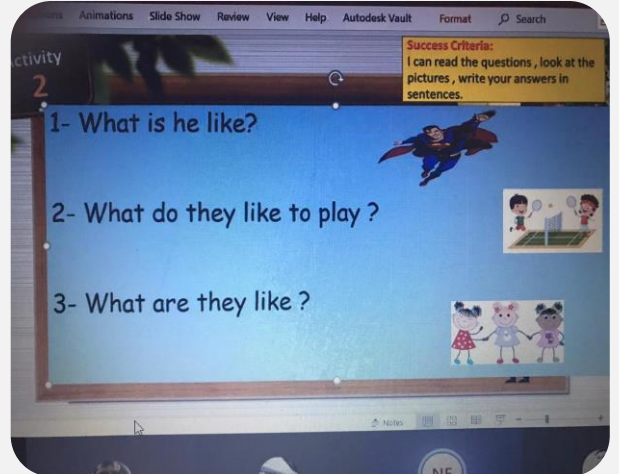 Animations Slide Show Review View Help Autodesk Vault Format Search
Activity
2
Success Criteria:
I can read the questions , look at the
pictures , write your answers in
sentences.
1- What is he like?
2- What do they like to play ?
3- What are they like ?
Notes
NF